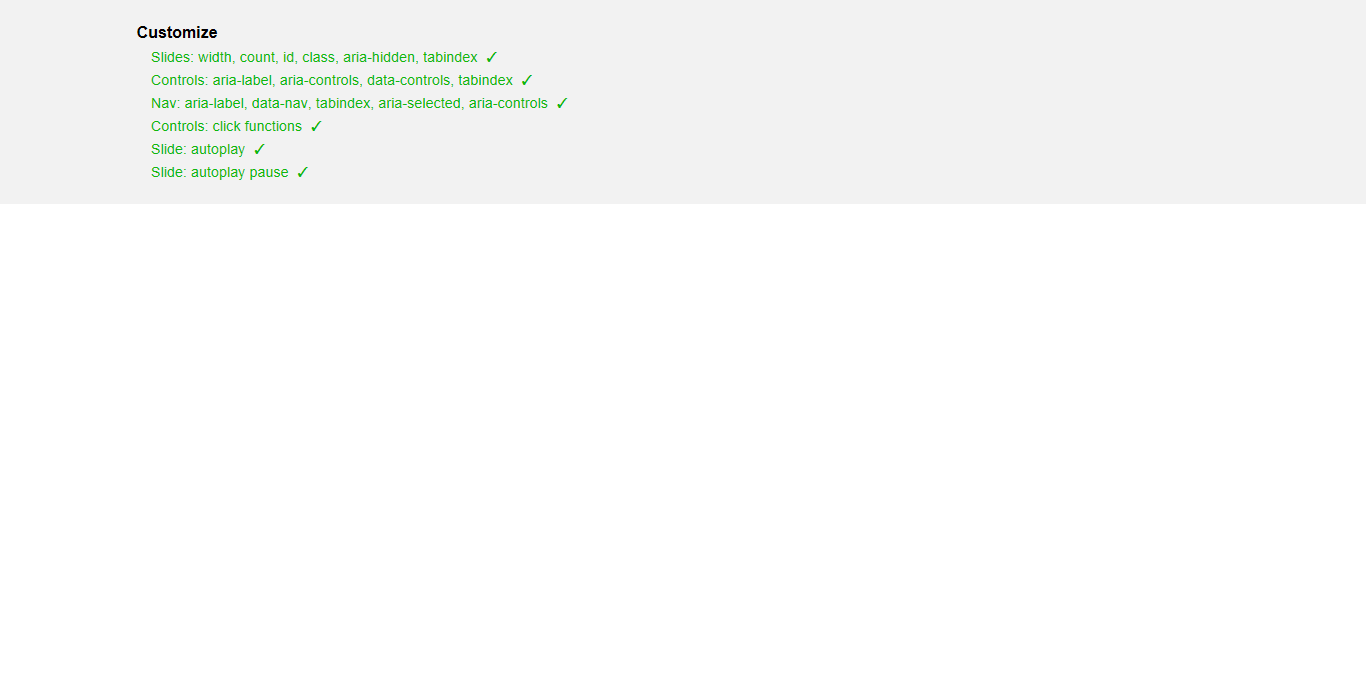 Customize
Slides: width, count, id, class, aria-hidden, tabindex ✓
Controls: aria-label, aria-controls, data-controls, tabindex ✓
Nav: aria-label, data-nav, tabindex, aria-selected, aria-controls ✓
Controls: click functions ✓
Slide: autoplay ✓
Slide: autoplay pause ✓